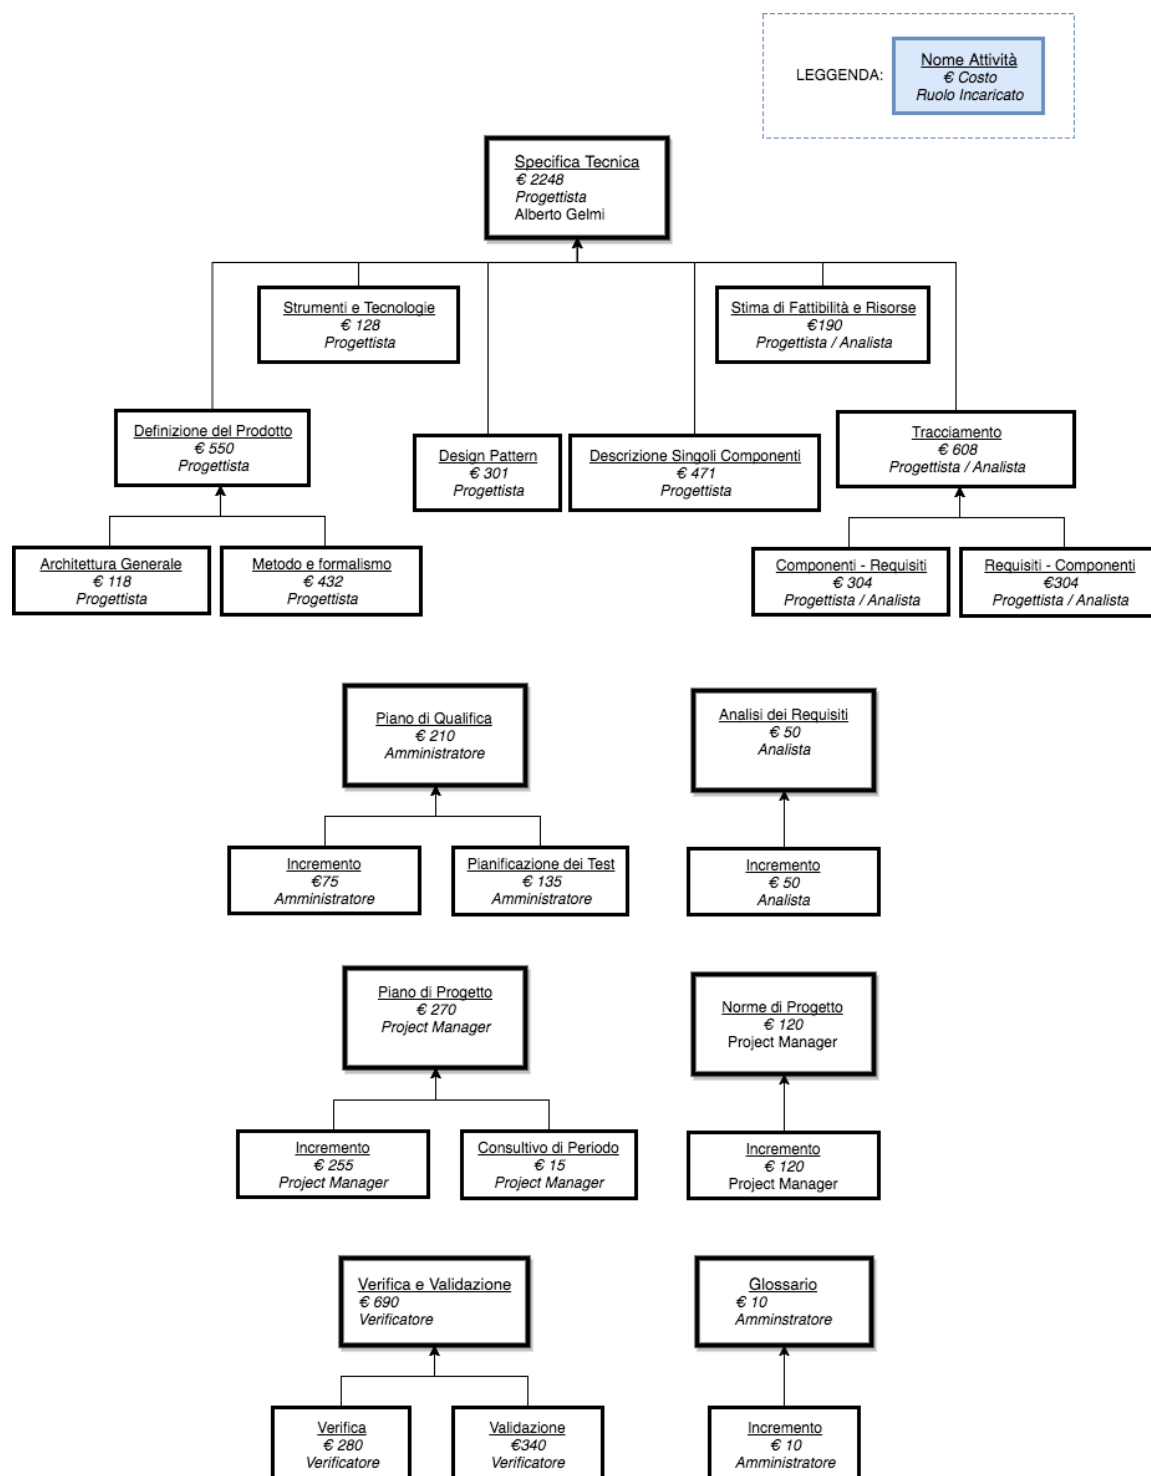 LEGGENDA:
Nome Attività
€ Costo
Ruolo Incaricato
Specifica Tecnica
€ 2248
Progettista
Alberto Gelmi
Strumenti e Tecnologie
€ 128
Progettista
Stima di Fattibilità e Risorse
€190
Progettista / Analista
Definizione del Prodotto
€ 550
Progettista
Design Pattern
€ 301
Progettista
Descrizione Singoli Componenti
€ 471
Progettista
Tracciamento
€ 608
Progettista / Analista
Architettura Generale
€ 118
Progettista
Metodo e formalismo
€ 432
Progettista
Componenti - Requisiti
€ 304
Progettista / Analista
Requisiti - Componenti
€304
Progettista / Analista
Piano di Qualifica
€ 210
Amministratore
Analisi dei Requisiti
€ 50
Analista
Incremento
€75
Amministratore
Pianificazione dei Test
€ 135
Amministratore
Incremento
€ 50
Analista
Piano di Progetto
€ 270
Project Manager
Norme di Progetto
€ 120
Project Manager
Incremento
€ 255
Project Manager
Consultivo di Periodo
€ 15
Project Manager
Incremento
€ 120
Project Manager
Verifica e Validazione
€ 690
Verificatore
Glossario
€ 10
Amminstratore
Verifica
€ 280
Verificatore
Validazione
€340
Verificatore
Incremento
€ 10
Amministratore